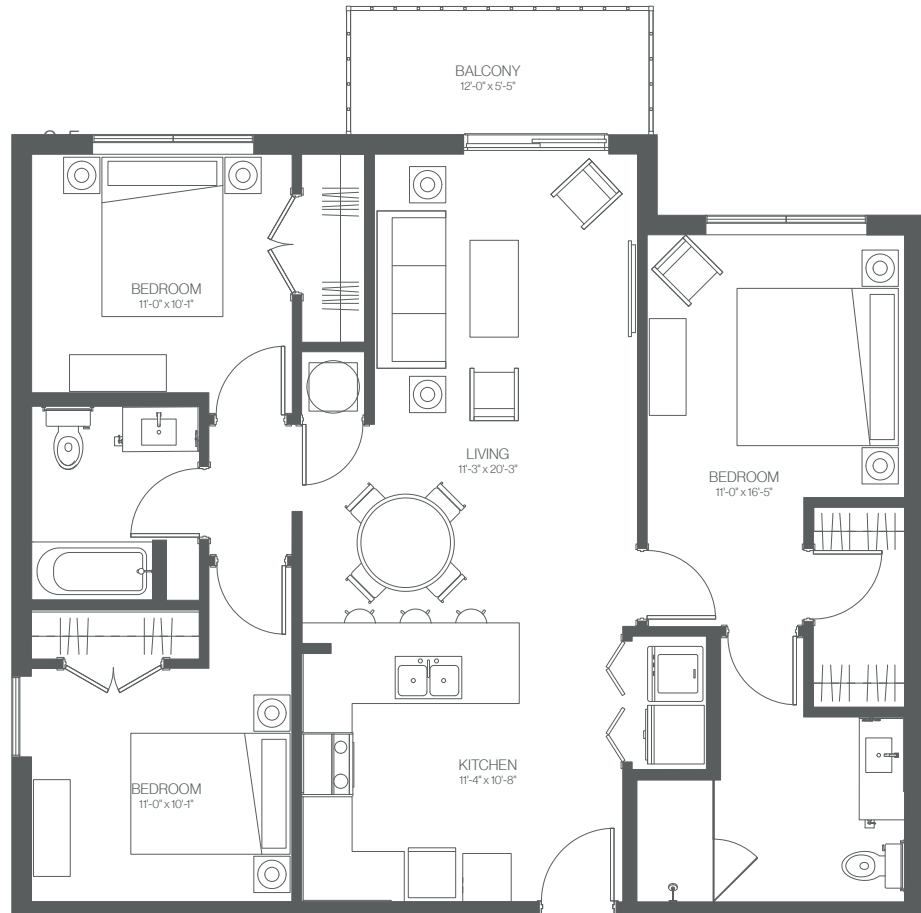 BALCONY
12'-0" x 5'-5"
BEDROOM
11'-0" x 10'-1"
LIVING
11'-3" x 20'-3"
BEDROOM
11'-0" x 16'-5"
KITCHEN
11'-4" x 10'-8"
BEDROOM
11'-0" x 10'-1"